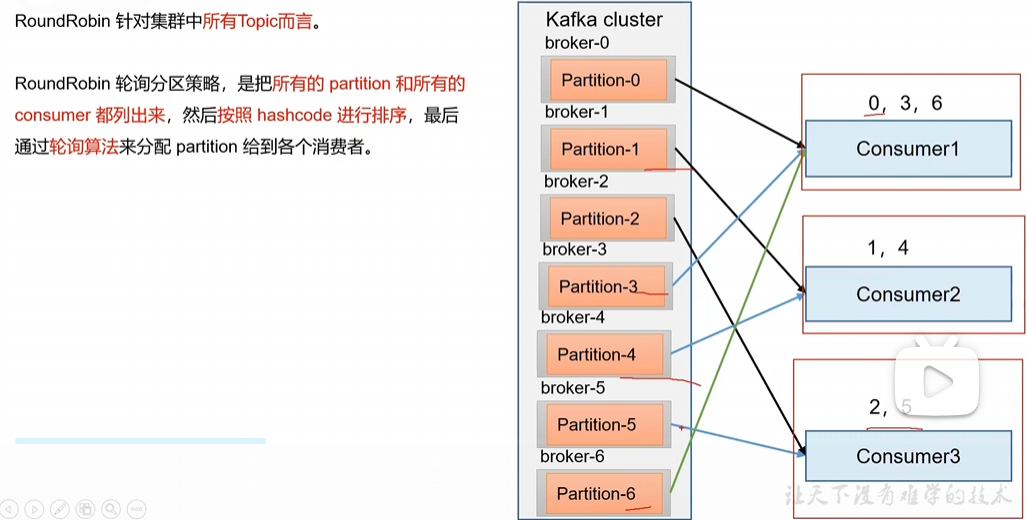 RoundRobin 针对集群中所有Topic而言。
RoundRobin 轮询分区策略，是把所有的 partition 和所有的
consumer 都列出来，然后按照 hashcode 进行排序，最后
通过轮询算法来分配 partition 给到各个消费者。
Kafka cluster
broker-0
Partition-0
broker-1
Partition-1
broker-2
Partition-2
broker-3
Partition-3
broker-4
Partition-4
broker-5
Partition-5
broker-6
Partition-6
0, 3, 6
Consumer1
1, 4
Consumer2
2, 5
Consumer3
让天下没有难学的技术